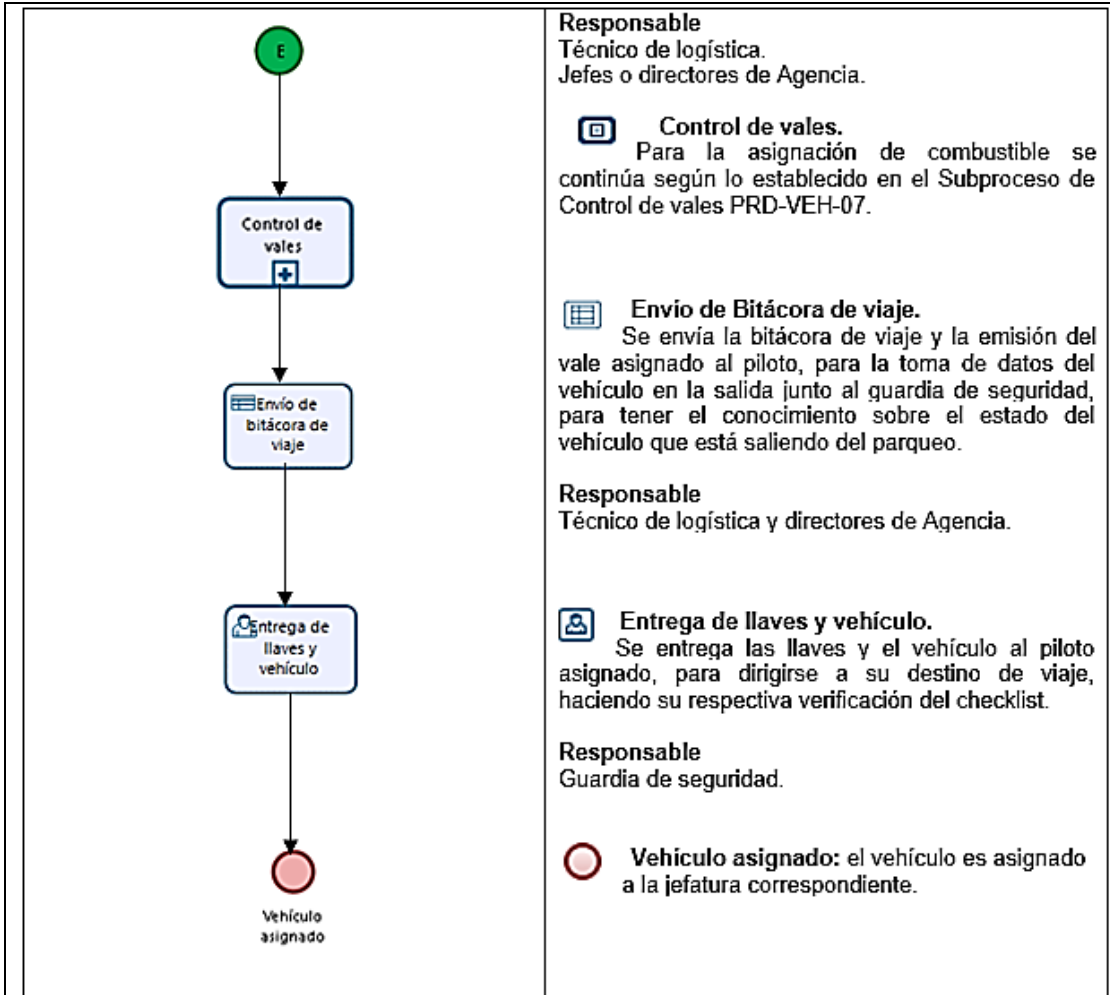 E
Control de
vales
Envío de
bitácora de
viaje
Entrega de
llaves y
vehículo
Vehículo
asignado
Responsable
Técnico de logística.
Jefes o directores de Agencia.
Control de vales.
Para la asignación de combustible se
continúa según lo establecido en el Subproceso de
Control de vales PRD-VEH-07.
Envío de Bitácora de viaje.
Se envía la bitácora de viaje y la emisión del
vale asignado al piloto, para la toma de datos del
vehículo en la salida junto al guardia de seguridad,
para tener el conocimiento sobre el estado del
vehículo que está saliendo del parqueo.
Responsable
Técnico de logística y directores de Agencia.
Entrega de llaves y vehículo.
Se entrega las llaves y el vehículo al piloto
asignado, para dirigirse a su destino de viaje,
haciendo su respectiva verificación del checklist.
Responsable
Guardia de seguridad.
Vehículo asignado: el vehículo es asignado
a la jefatura correspondiente.